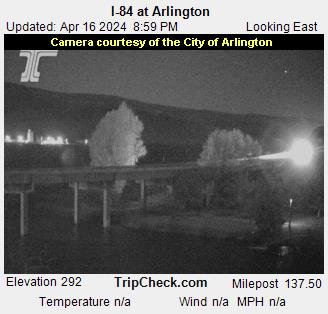 I-84 at Arlington
Updated: Apr 16 2024 8:59 PM Looking East
Camera courtesy of the City of Arlington
Elevation 292 TripCheck.com Milepost 137.50
Temperature n/a Wind n/a MPH n/a